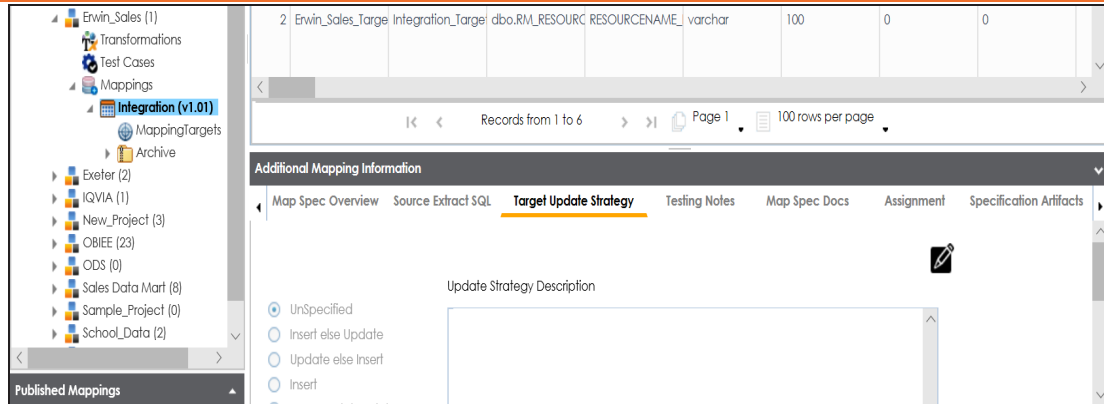 Erwin_Sales (1)
Transformations
Test Cases
Mappings
Integration (v1.01)
MappingTargets
Archive
Exeter (2)
IQVIA (1)
New_Project (3)
OBIEE (23)
ODS (0)
Sales Data Mart (8)
Sample_Project (0)
School_Data (2)
Published Mappings
2 Erwin_Sales_Targe Integration_Target dbo.RM_RESOURC RESOURCENAME_ varchar 100 0 0
Records from 1 to 6 Page 1 100 rows per page
Additional Mapping Information
Map Spec Overview Source Extract SQL Target Update Strategy Testing Notes Map Spec Docs Assignment Specification Artifacts
Update Strategy Description
UnSpecified
Insert else Update
Update else Insert
Insert